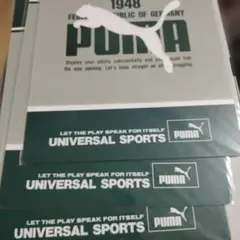 1948
FEDERAL REPUBLIC OF GERMANY
PUMA
LET THE PLAY SPEAK FOR ITSELF
UNIVERSAL SPORTS
PUMA
LET THE PLAY SPEAK FOR ITSELF
UNIVERSAL SPORTS
PUMA
LET THE PLAY SPEAK FOR ITSELF
UNIVERSAL SPORTS
PUMA